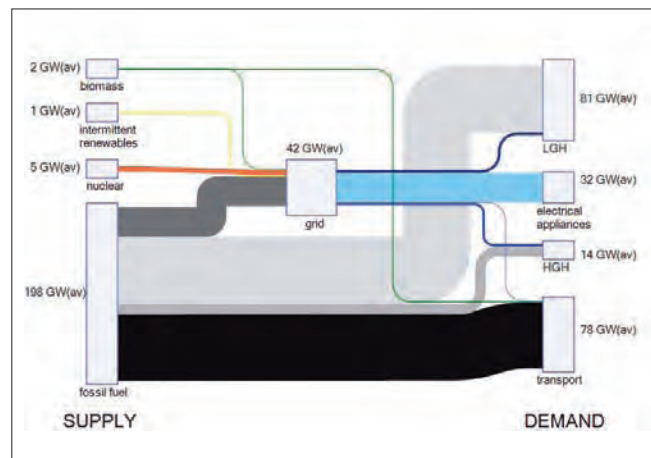 2 GW(av)
biomass
1 GW(av)
intermittent
renewables
5 GW(av)
nuclear
198 GW(av)
fossil fuel
SUPPLY
42 GW(av)
grid
81 GW(av)
LGH
32 GW(av)
electrical
appliances
14 GW(av)
HGH
78 GW(av)
transport
DEMAND